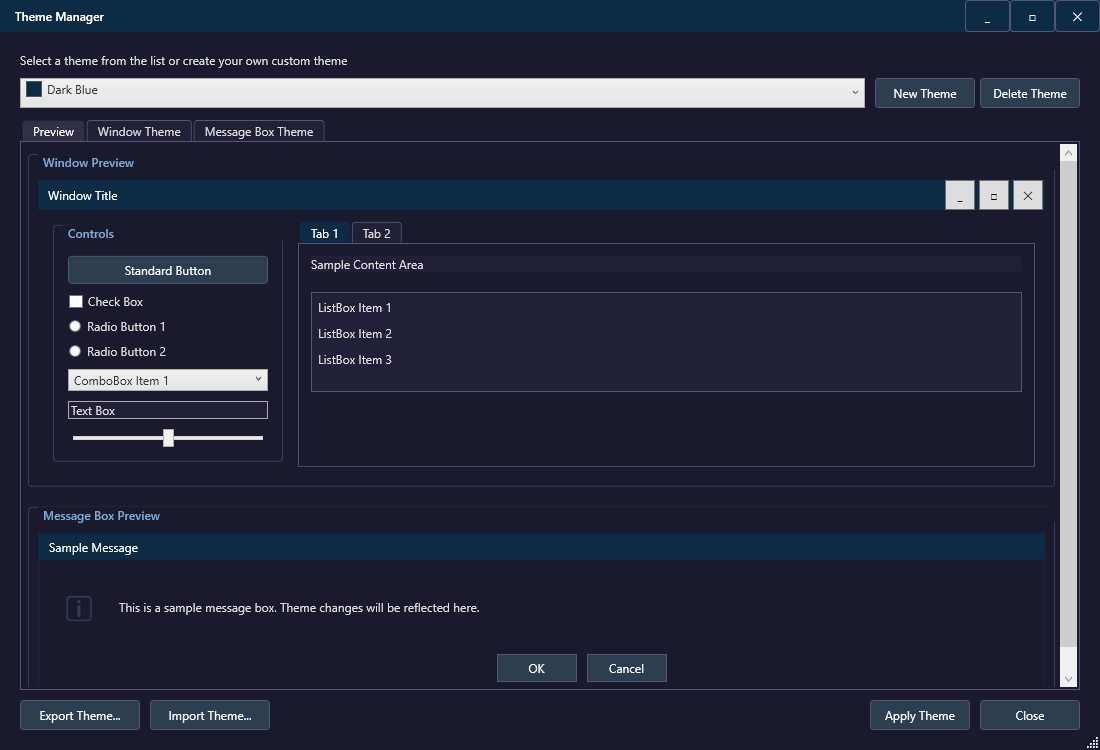 Theme Manager
Select a theme from the list or create your own custom theme
Dark Blue
New Theme
Delete Theme
Preview
Window Theme
Message Box Theme
Window Preview
Window Title
Controls
Standard Button
Check Box
Radio Button 1
Radio Button 2
ComboBox Item 1
Text Box
Tab 1
Tab 2
Sample Content Area
ListBox Item 1
ListBox Item 2
ListBox Item 3
Message Box Preview
Sample Message
This is a sample message box. Theme changes will be reflected here.
OK
Cancel
Export Theme...
Import Theme...
Apply Theme
Close